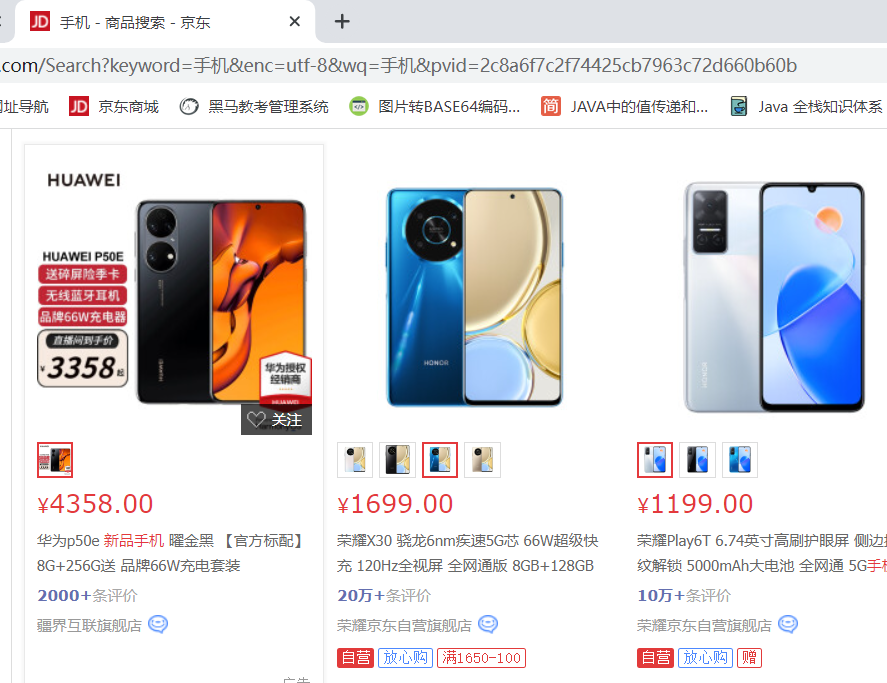 手机 - 商品搜索 - 京东
.com/Search?keyword=手机&enc=utf-8&wq=手机&pvid=2c8a6f7c2f74425cb7963c72d660b60b
网址导航 JD 京东商城 黑马教考管理系统 图片转BASE64编码... 简 JAVA中的值传递和... Java 全栈知识体系
HUAWEI
HUAWEI P50E
送碎屏险季卡
无线蓝牙耳机
品牌66W充电器
直播间到手价
¥3358起
华为授权
经销商
HUAWEI
关注
HONOR
HONOR
¥4358.00
华为p50e 新品手机 曜金黑 【官方标配】
8G+256G送 品牌66W充电套装
2000+条评价
疆界互联旗舰店
广告
¥1699.00
荣耀X30 骁龙6nm疾速5G芯 66W超级快
充 120Hz全视屏 全网通版 8GB+128GB
20万+条评价
荣耀京东自营旗舰店
自营 放心购 满1650-100
¥1199.00
荣耀Play6T 6.74英寸高刷护眼屏 侧边指
纹解锁 5000mAh大电池 全网通 5G手机
10万+条评价
荣耀京东自营旗舰店
自营 放心购 赠